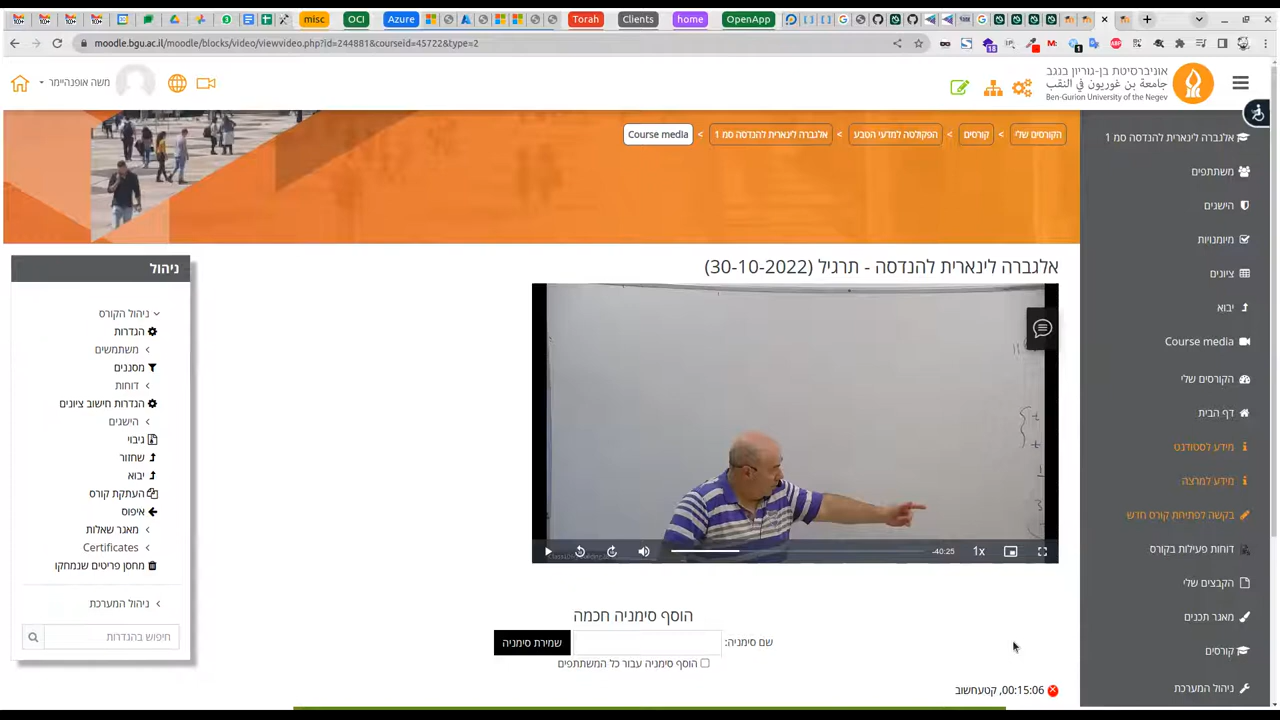 misc
OCI
Azure
Torah
Clients
home
OpenApp
moodle.bgu.ac.il/moodle/blocks/video/viewvideo.php?id=244881&courseid=45722&type=2
אוניברסיטת בן-גוריון בנגב
جامعة بن غوريون في النقب
Ben-Gurion University of the Negev
משה אופנהיימר
הקורסים שלי > קורסים > הפקולטה למדעי הטבע > אלגברה לינארית להנדסה סמ 1 > Course media
אלגברה לינארית להנדסה סמ 1
משתתפים
הישגים
מיומנויות
ציונים
יבוא
Course media
הקורסים שלי
דף הבית
מידע לסטודנט
מידע למרצה
בקשה לפתיחת קורס חדש
דוחות פעילות בקורס
הקבצים שלי
מאגר תכנים
קורסים
ניהול המערכת
אלגברה לינארית להנדסה - תרגיל (30-10-2022)
-40:25
1x
הוסף סימניה חכמה
שם סימניה:
שמירת סימניה
הוסף סימניה עבור כל המשתתפים
00:15:06, קטעחשוב
ניהול
ניהול הקורס
הגדרות
משתמשים
מסננים
דוחות
הגדרות חישוב ציונים
הישגים
גיבוי
שחזור
יבוא
העתקת קורס
איפוס
מאגר שאלות
Certificates
מחסן פריטים שנמחקו
ניהול המערכת
חיפוש בהגדרות